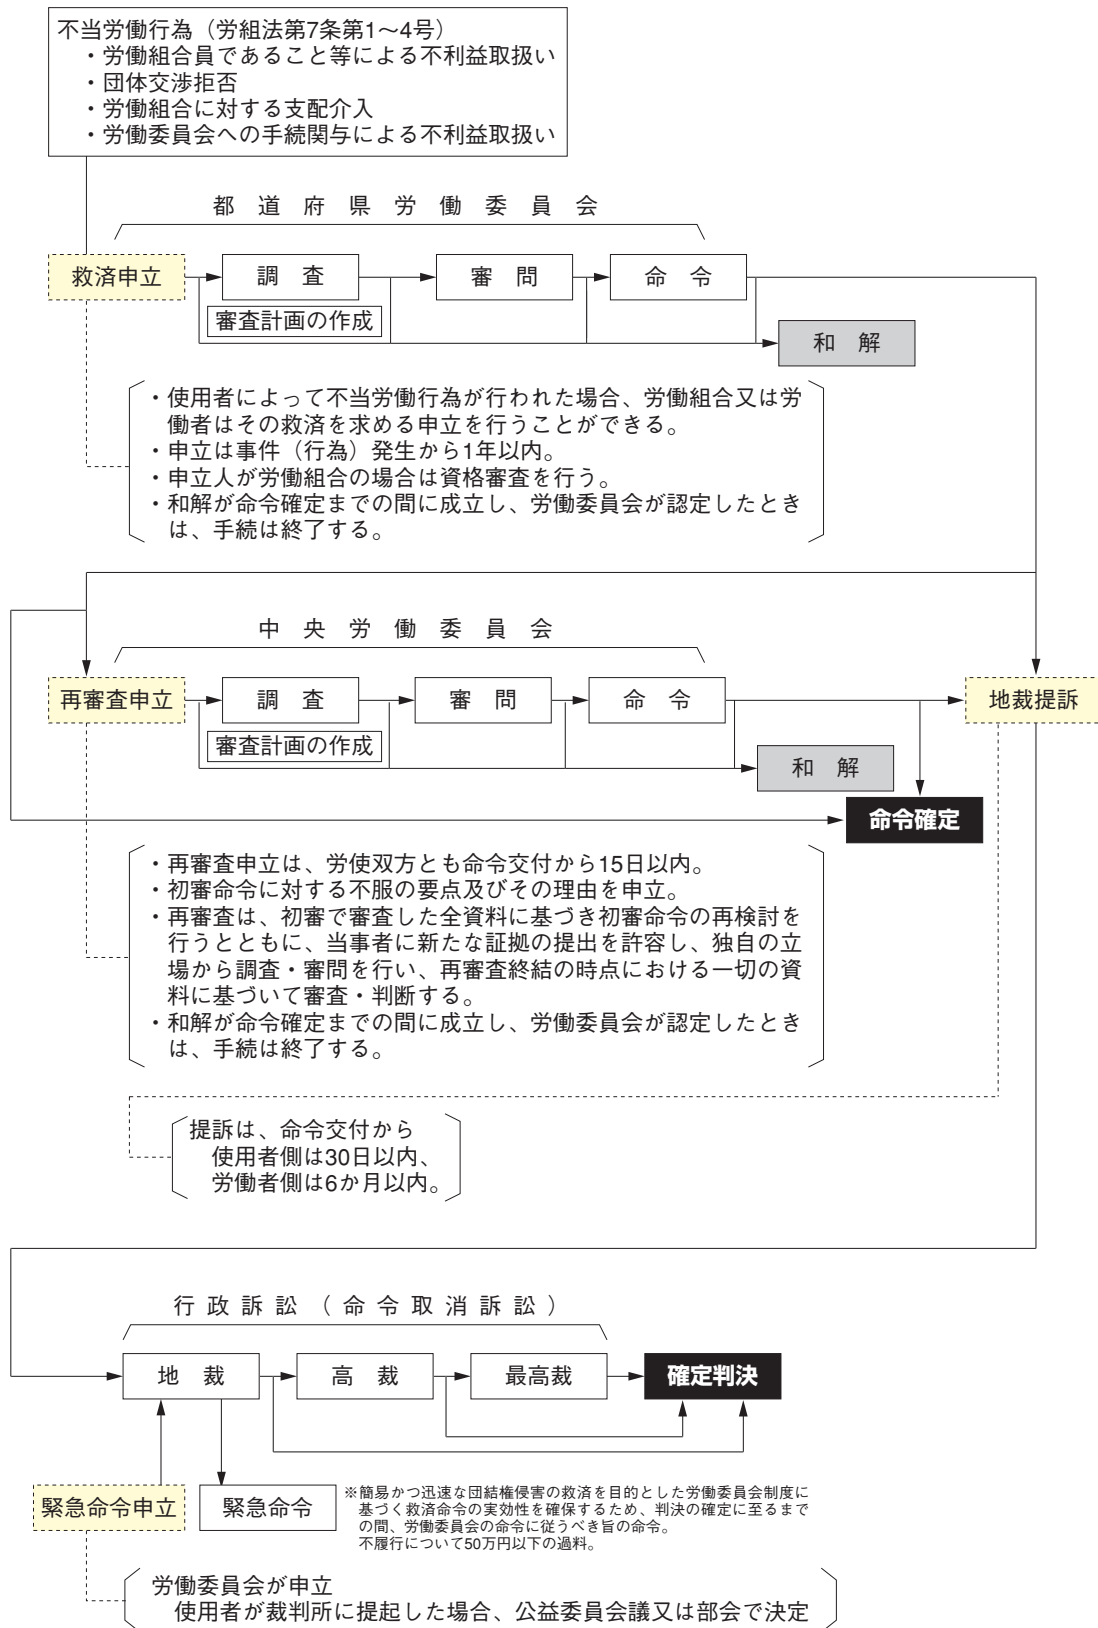 不当労働行為（労組法第7条第1～4号）
・労働組合員であること等による不利益取扱い
・団体交渉拒否
・労働組合に対する支配介入
・労働委員会への手続関与による不利益取扱い
都道府県労働委員会
救済申立
調査
審問
命令
審査計画の作成
和解
・使用者によって不当労働行為が行われた場合、労働組合又は労
働者はその救済を求める申立を行うことができる。
・申立は事件（行為）発生から1年以内。
・申立人が労働組合の場合は資格審査を行う。
・和解が命令確定までの間に成立し、労働委員会が認定したとき
は、手続は終了する。
中央労働委員会
再審査申立
調査
審問
命令
地裁提訴
審査計画の作成
和解
命令確定
・再審査申立は、労使双方とも命令交付から15日以内。
・初審命令に対する不服の要点及びその理由を申立。
・再審査は、初審で審査した全資料に基づき初審命令の再検討を
行うとともに、当事者に新たな証拠の提出を許容し、独自の立
場から調査・審問を行い、再審査終結の時点における一切の資
料に基づいて審査・判断する。
・和解が命令確定までの間に成立し、労働委員会が認定したとき
は、手続は終了する。
提訴は、命令交付から
使用者側は30日以内、
労働者側は6か月以内。
行政訴訟（命令取消訴訟）
地裁
高裁
最高裁
確定判決
緊急命令申立
緊急命令
※簡易かつ迅速な団結権侵害の救済を目的とした労働委員会制度に
基づく救済命令の実効性を確保するため、判決の確定に至るまで
の間、労働委員会の命令に従うべき旨の命令。
不履行について50万円以下の過料。
労働委員会が申立
使用者が裁判所に提起した場合、公益委員会議又は部会で決定